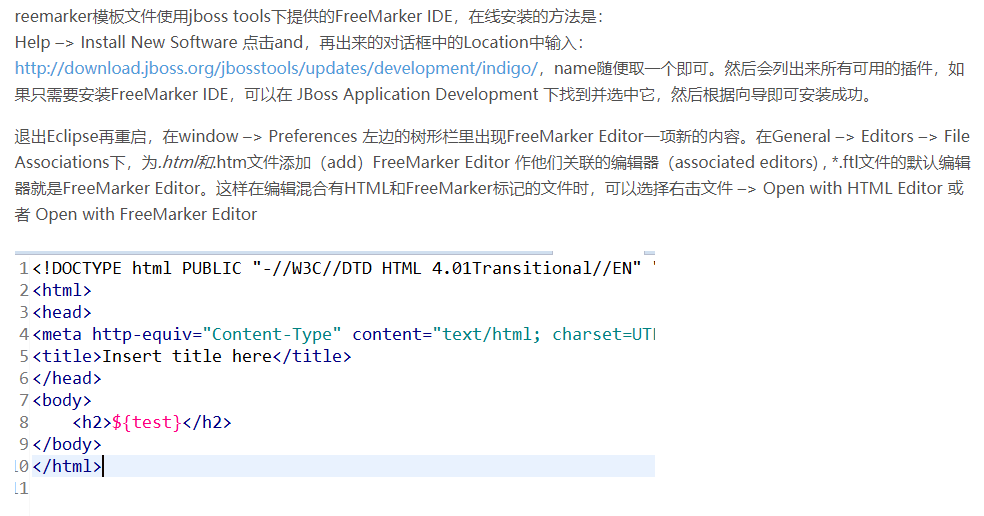 reemarker模板文件使用jboss tools下提供的FreeMarker IDE，在线安装的方法是：
Help –> Install New Software 点击and，再出来的对话框中的Location中输入：
http://download.jboss.org/jbosstools/updates/development/indigo/，name随便取一个即可。然后会列出来所有可用的插件，如
果只需要安装FreeMarker IDE，可以在 JBoss Application Development 下找到并选中它，然后根据向导即可安装成功。
退出Eclipse再重启，在window –> Preferences 左边的树形栏里出现FreeMarker Editor一项新的内容。在General –> Editors –> File
Associations下，为.html和.htm文件添加（add）FreeMarker Editor 作他们关联的编辑器（associated editors) , *.ftl文件的默认编辑
器就是FreeMarker Editor。这样在编辑混合有HTML和FreeMarker标记的文件时，可以选择右击文件 –> Open with HTML Editor 或
者 Open with FreeMarker Editor
1 <!DOCTYPE html PUBLIC "-//W3C//DTD HTML 4.01Transitional//EN" "
2 <html>
3 <head>
4 <meta http-equiv="Content-Type" content="text/html; charset=UT
5 <title>Insert title here</title>
6 </head>
7 <body>
8     <h2>${test}</h2>
9 </body>
10 </html>
11